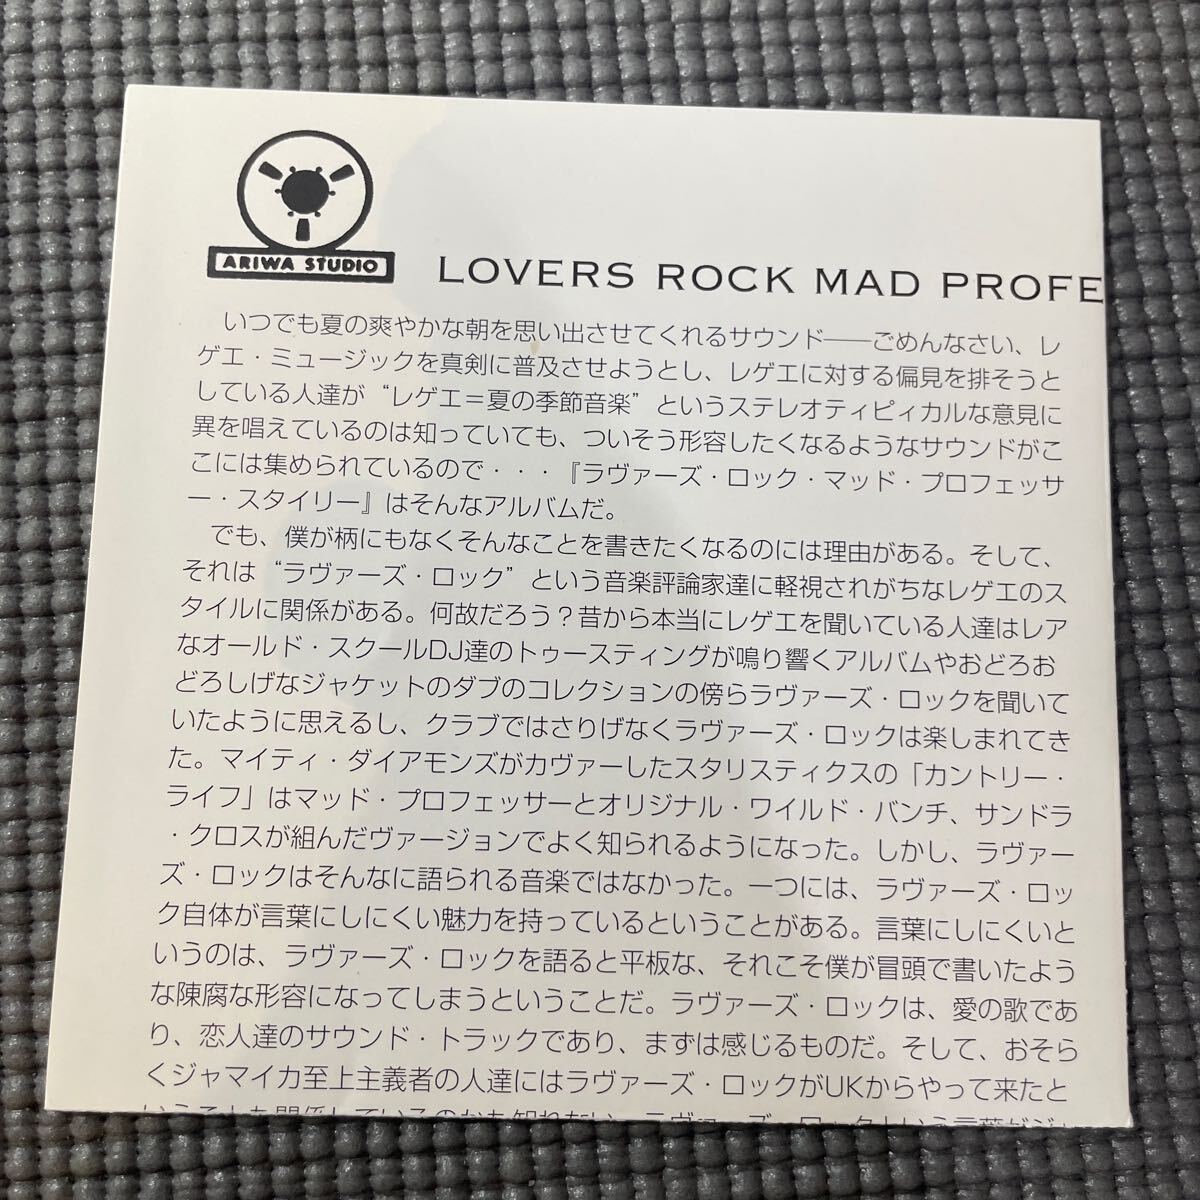 ARIWA STUDIO
LOVERS ROCK MAD PROFE
いつでも夏の爽やかな朝を思い出させてくれるサウンド――ごめんなさい、レ
ゲエ・ミュージックを真剣に普及させようとし、レゲエに対する偏見を排そうと
している人達が“レゲエ=夏の季節音楽”というステレオティピィカルな意見に
異を唱えているのは知っていても、ついそう形容したくなるようなサウンドがこ
こには集められているので・・・『ラヴァーズ・ロック・マッド・プロフェッサ
ー・スタイリー』はそんなアルバムだ。
でも、僕が柄にもなくそんなことを書きたくなるのには理由がある。そして、
それは“ラヴァーズ・ロック”という音楽評論家達に軽視されがちなレゲエのス
タイルに関係がある。何故だろう？昔から本当にレゲエを聞いている人達はレア
なオールド・スクールDJ達のトゥースティングが鳴り響くアルバムやおどろお
どろしげなジャケットのダブのコレクションの傍らラヴァーズ・ロックを聞いて
いたように思えるし、クラブではさりげなくラヴァーズ・ロックは楽しまれてき
た。マイティ・ダイアモンズがカヴァーしたスタリスティクスの「カントリー・
ライフ」はマッド・プロフェッサーとオリジナル・ワイルド・バンチ、サンドラ
・クロスが組んだヴァージョンでよく知られるようになった。しかし、ラヴァー
ズ・ロックはそんなに語られる音楽ではなかった。一つには、ラヴァーズ・ロッ
ク自体が言葉にしにくい魅力を持っているということがある。言葉にしにくいと
いうのは、ラヴァーズ・ロックを語ると平板な、それこそ僕が冒頭で書いたよう
な陳腐な形容になってしまうということだ。ラヴァーズ・ロックは、愛の歌であ
り、恋人達のサウンド・トラックであり、まずは感じるものだ。そして、おそら
くジャマイカ至上主義者の人達にはラヴァーズ・ロックがUKからやって来たと
いうことも関係しているのかも知れない。ラヴァーズ・ロックという言葉がジャ